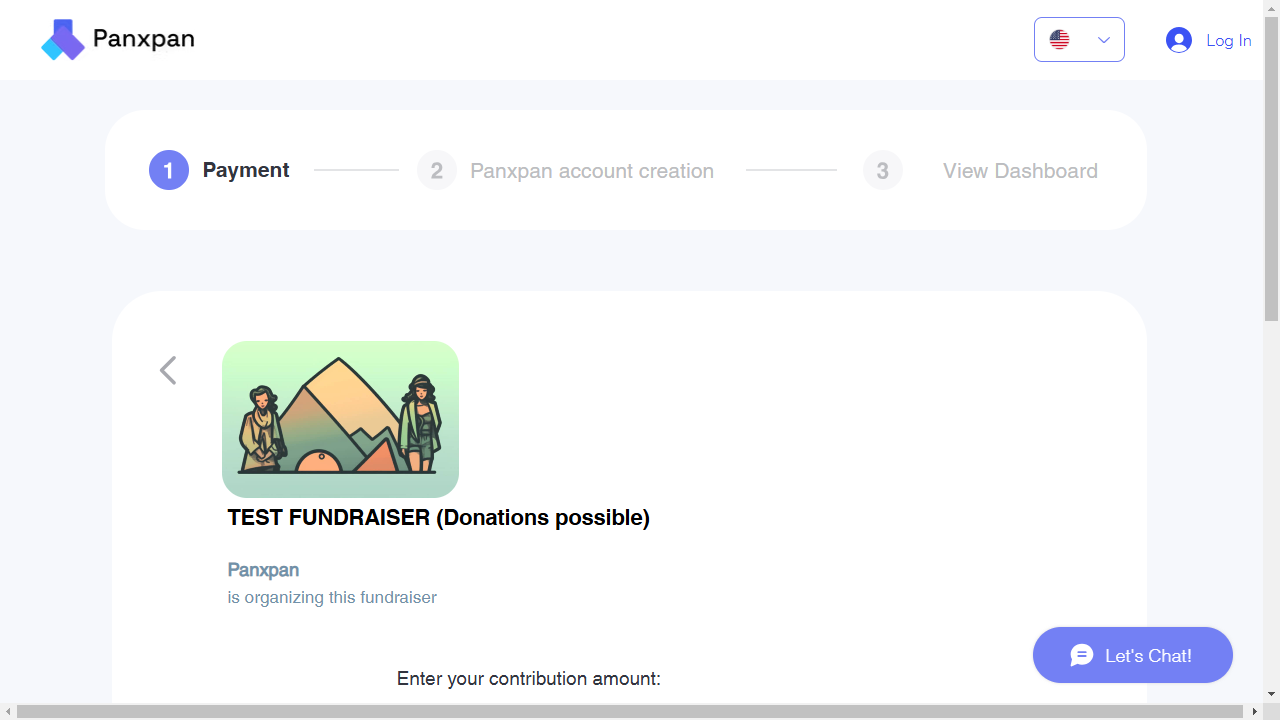 Panxpan
Log In
1 Payment 2 Panxpan account creation 3 View Dashboard
TEST FUNDRAISER (Donations possible)
Panxpan
is organizing this fundraiser
Enter your contribution amount:
Let's Chat!